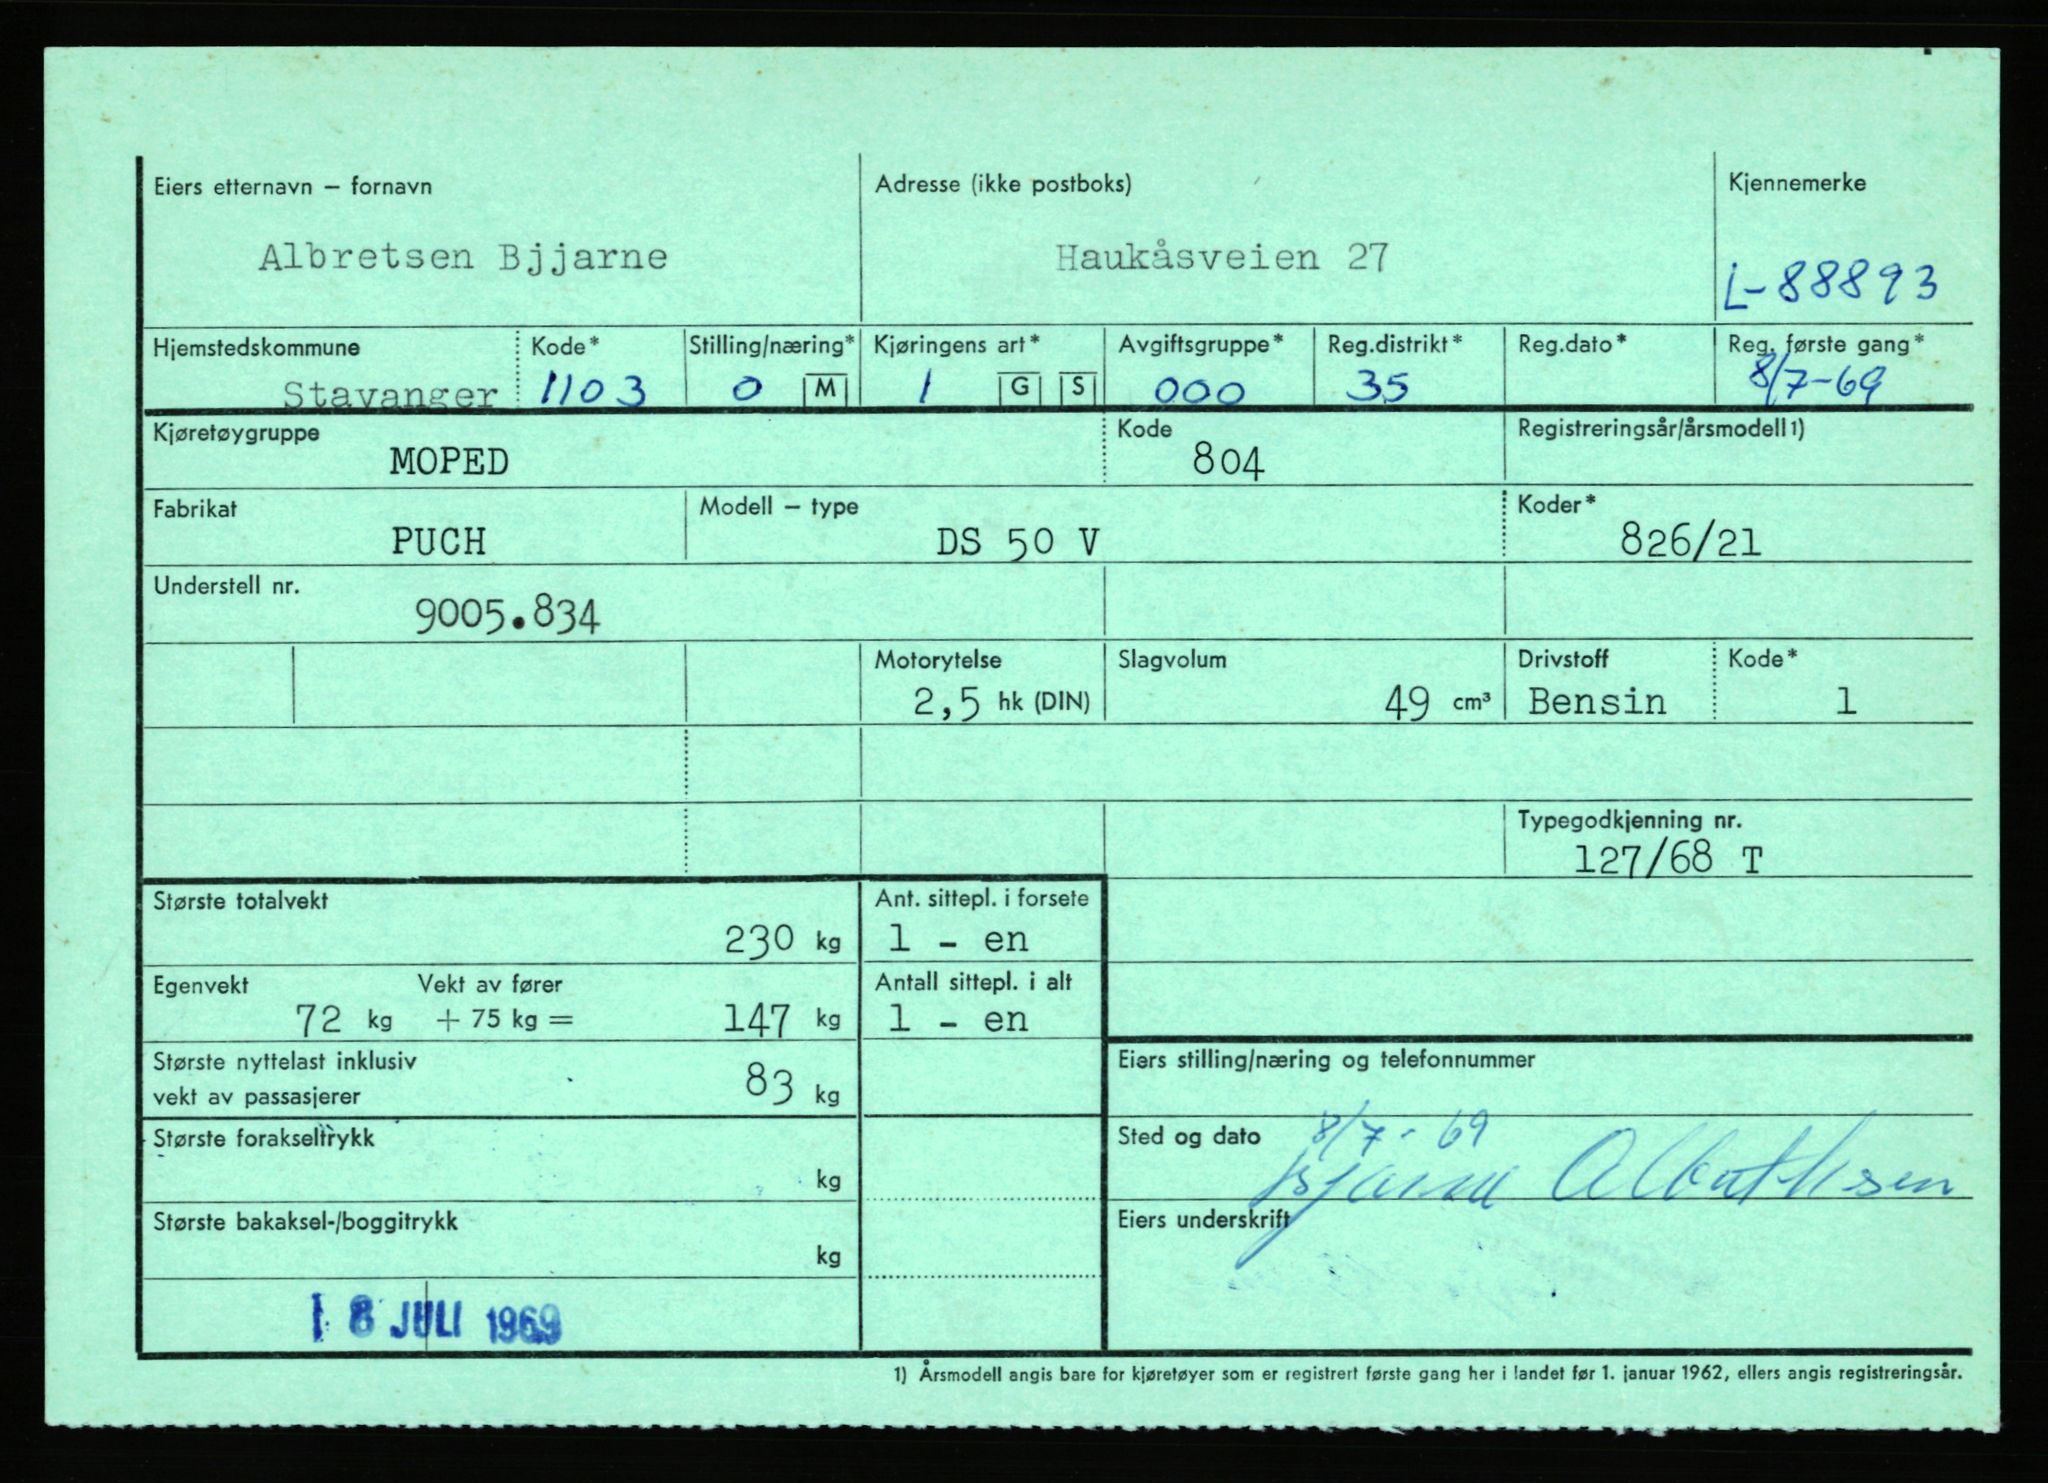 Eiers etternavn – fornavn Adresse (ikke postboks) Kjennemerke
Albretsen Bjjarne Haukåsveien 27 L-88893
Hjemstedskommune Kode* Stilling/næring* Kjøringens art* Avgiftsgruppe* Reg.distrikt* Reg.dato* Reg. første gang*
Stavanger 1103 0 M 1 G S 000 35 8/7-69
Kjøretøygruppe Kode Registreringsår/årsmodell 1)
MOPED 804
Fabrikat Modell – type Koder*
PUCH DS 50 V 826/21
Understell nr.
9005.834
Motorytelse Slagvolum Drivstoff Kode*
2,5 hk (DIN) 49 cm³ Bensin 1
Typegodkjenning nr.
127/68 T
Største totalvekt Ant. sittepl. i forsete
230 kg 1 - en
Egenvekt Vekt av fører Antall sittepl. i alt
72 kg + 75 kg = 147 kg 1 - en
Største nyttelast inklusiv Eiers stilling/næring og telefonnummer
vekt av passasjerer 83 kg
Største forakseltrykk Sted og dato 8/7 - 69
kg Bjarne
Største bakaksel-/boggitrykk Eiers underskrift
kg
8 JULI 1969
1) Årsmodell angis bare for kjøretøyer som er registrert første gang her i landet før 1. januar 1962, ellers angis registreringsår.